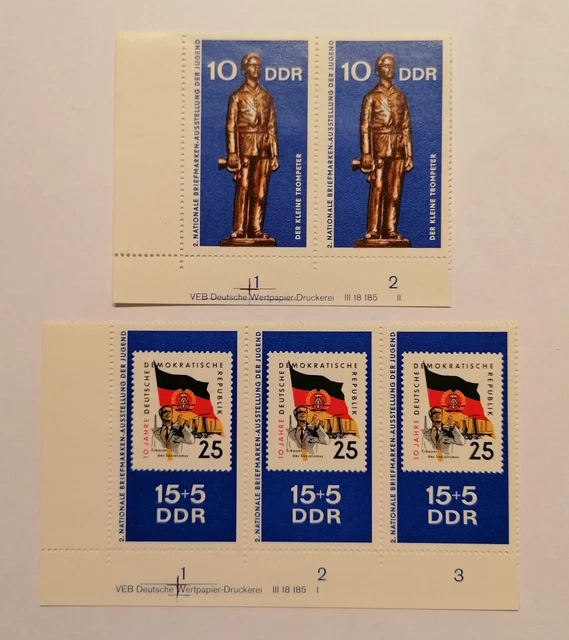 2. NATIONALE BRIEFMARKEN-AUSSTELLUNG DER JUGEND
10 DDR
DER KLEINE TROMPETER
10 DDR
2. NATIONALE BRIEFMARKEN-AUSSTELLUNG DER JUGEND
DER KLEINE TROMPETER
1 2
VEB Deutsche Wertpapier-Druckerei III 18 185 II
2. NATIONALE BRIEFMARKEN-AUSSTELLUNG DER JUGEND
10 JAHRE DEUTSCHE DEMOKRATISCHE REPUBLIK
25
15+5
DDR
2. NATIONALE BRIEFMARKEN-AUSSTELLUNG DER JUGEND
10 JAHRE DEUTSCHE DEMOKRATISCHE REPUBLIK
25
15+5
DDR
2. NATIONALE BRIEFMARKEN-AUSSTELLUNG DER JUGEND
10 JAHRE DEUTSCHE DEMOKRATISCHE REPUBLIK
25
15+5
DDR
1 2 3
VEB Deutsche Wertpapier-Druckerei III 18 185 I